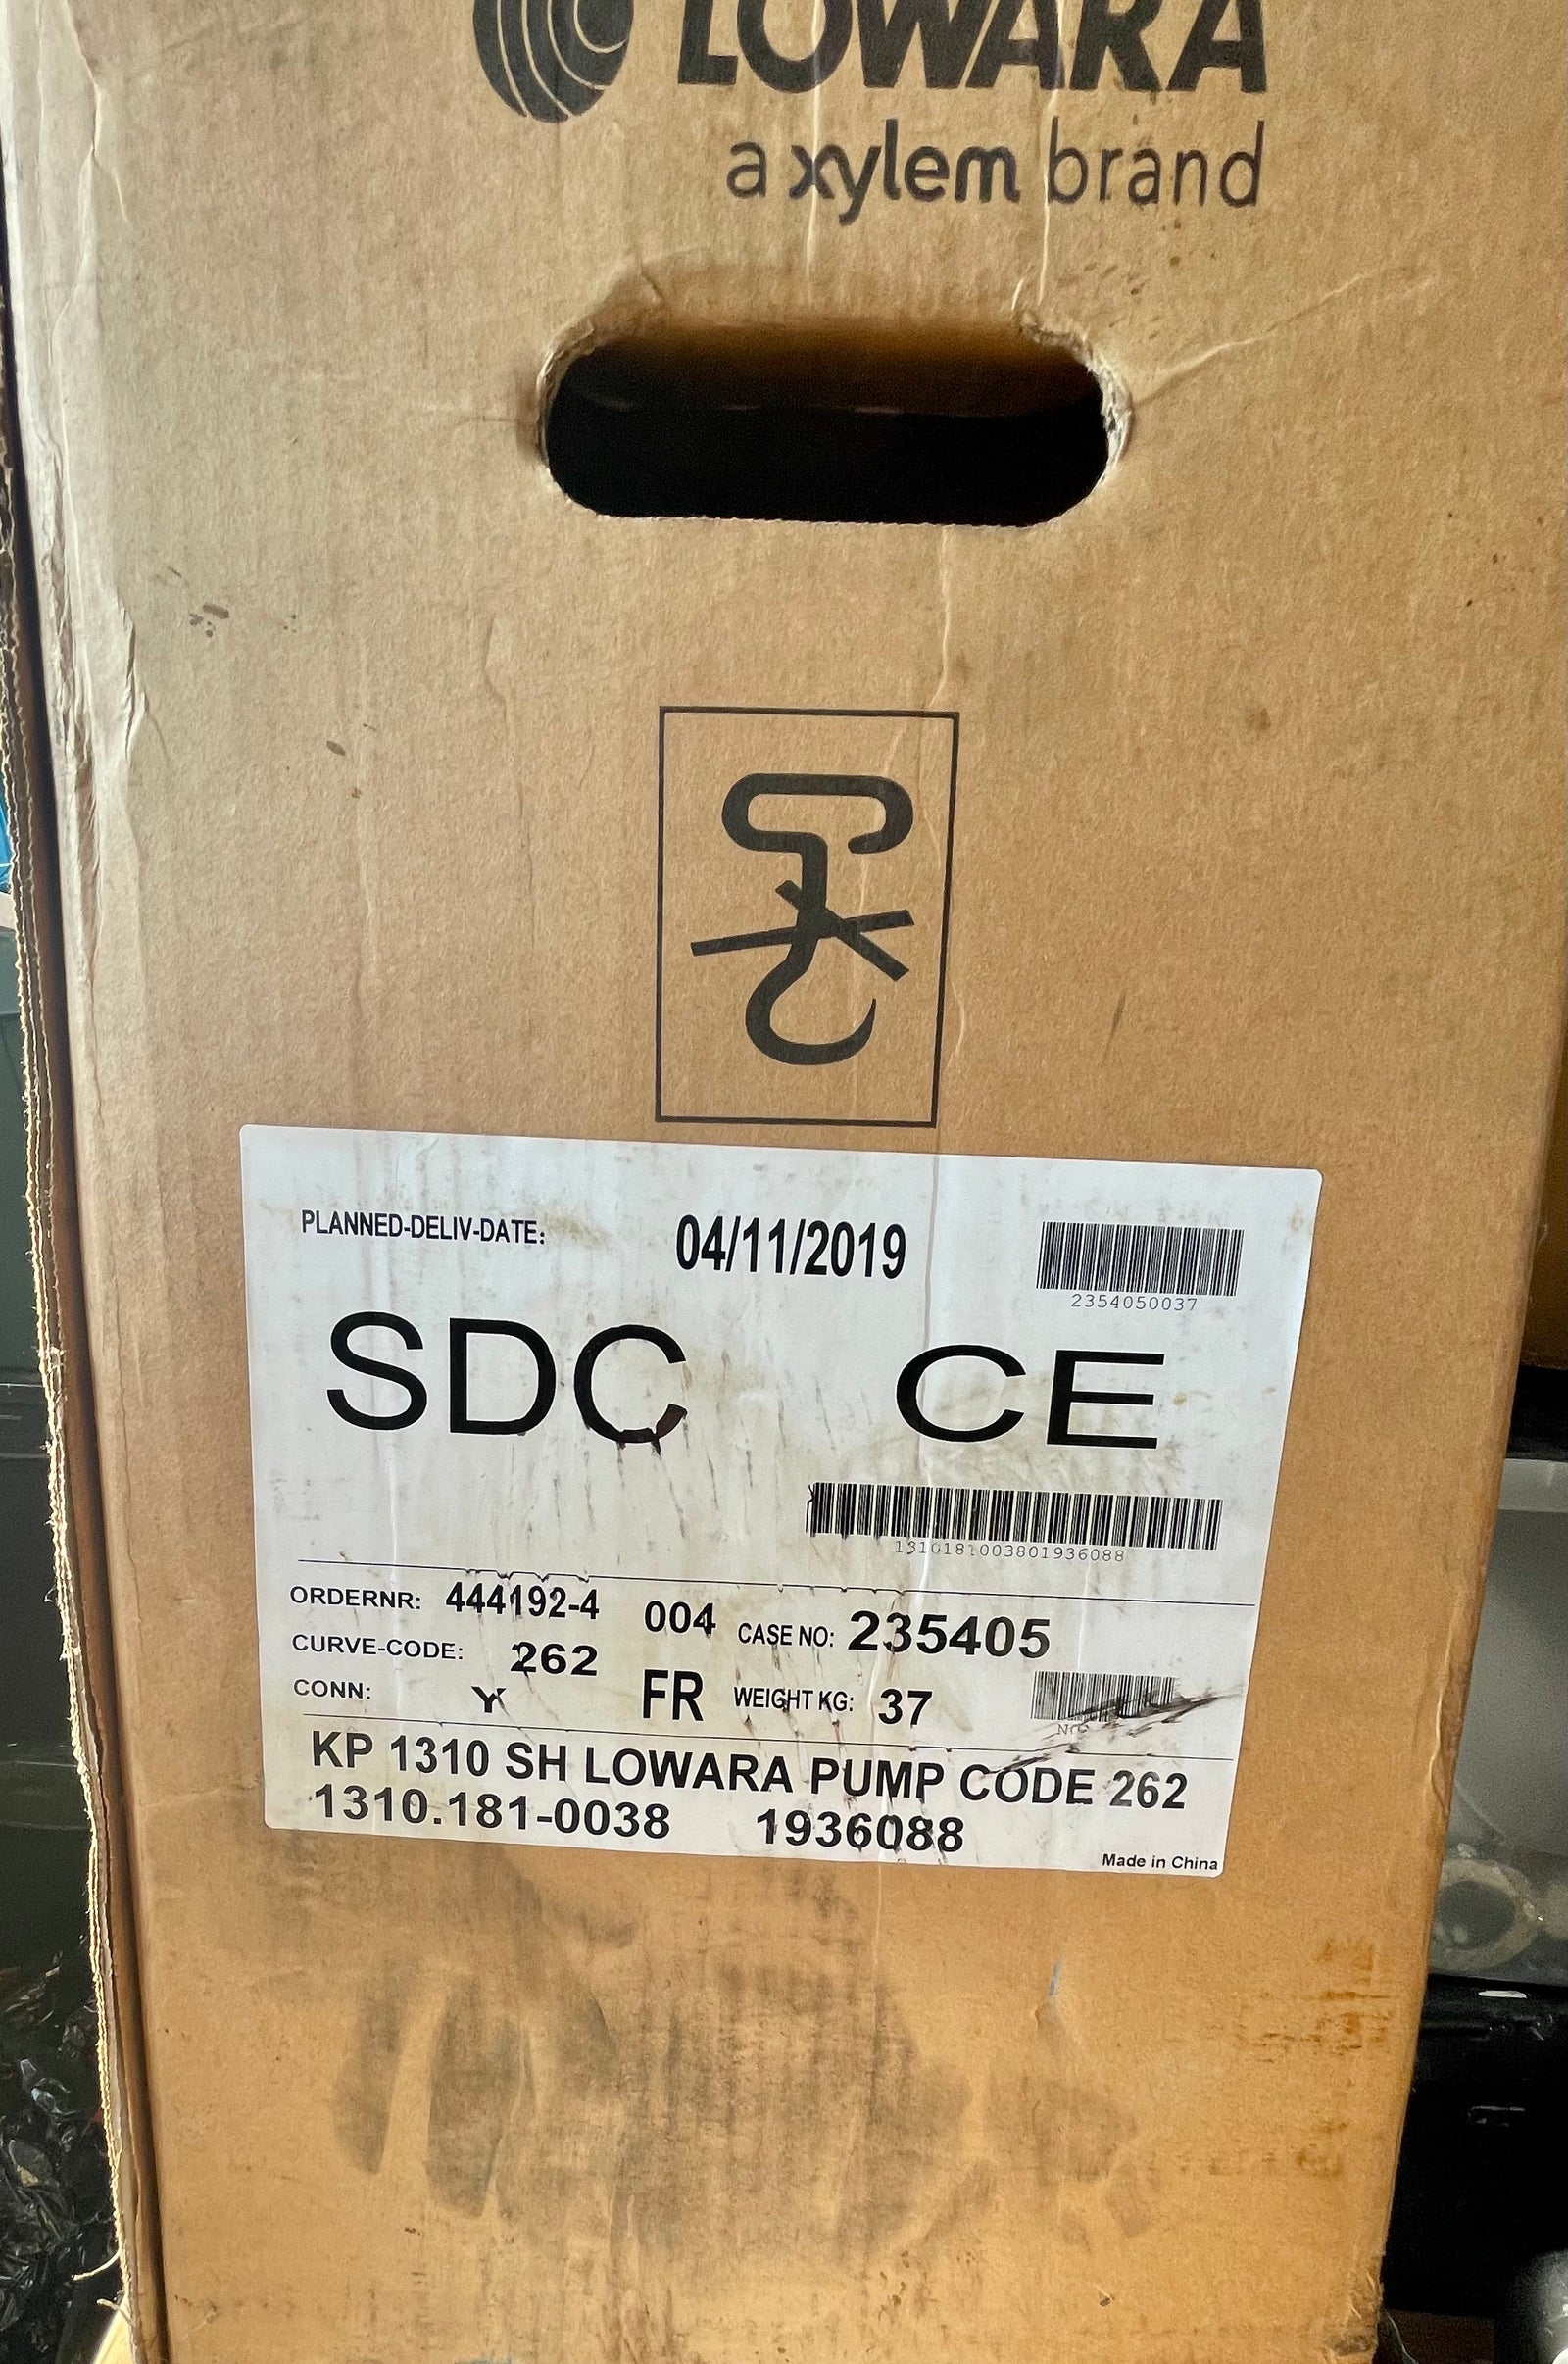 LOWARA
a xylem brand
PLANNED-DELIV-DATE: 04/11/2019
2354050037
SDC CE
1310181003801936088
ORDERNR: 444192-4 004 CASE NO: 235405
CURVE-CODE: 262
CONN: Y FR WEIGHT KG: 37
KP 1310 SH LOWARA PUMP CODE 262
1310.181-0038 1936088
Made in China